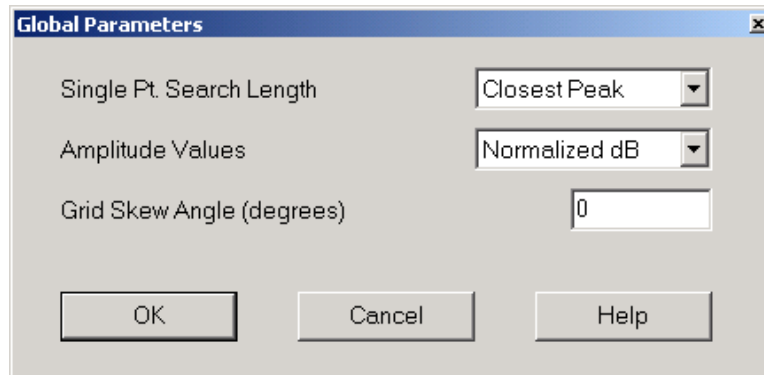 Global Parameters
Single Pt. Search Length Closest Peak
Amplitude Values Normalized dB
Grid Skew Angle (degrees) 0
OK Cancel Help